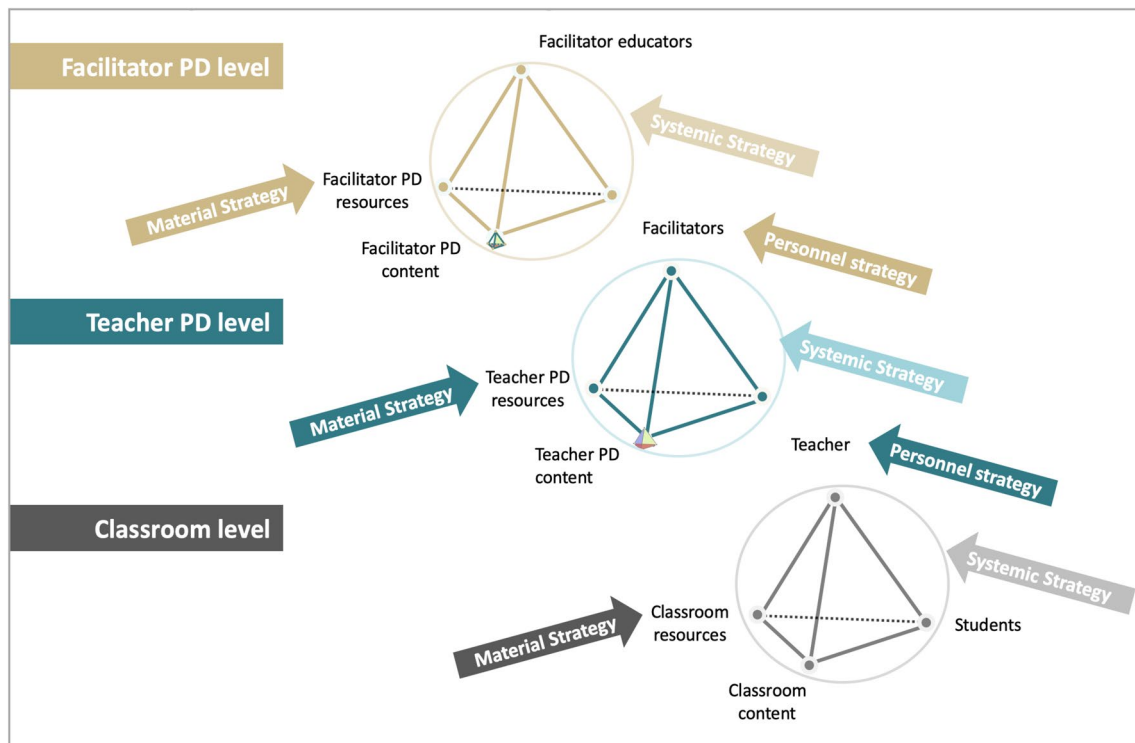 Facilitator educators
Facilitator PD level
Systemic Strategy
Material Strategy
Facilitator PD
resources
Facilitators
Facilitator PD
content
Personnel strategy
Teacher PD level
Systemic Strategy
Material Strategy
Teacher PD
resources
Teacher
Teacher PD
content
Personnel strategy
Classroom level
Systemic Strategy
Material Strategy
Classroom
resources
Students
Classroom
content